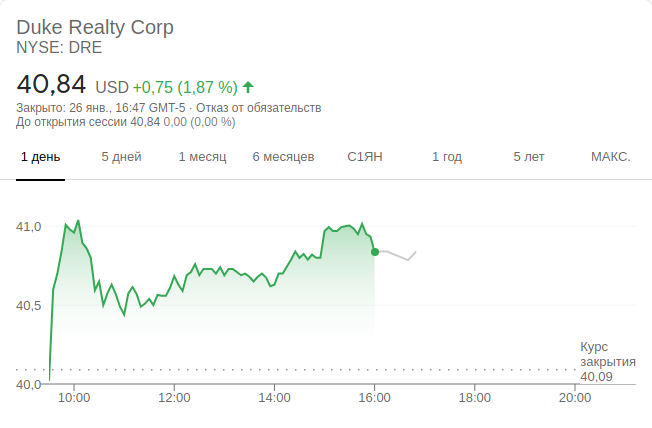 Duke Realty Corp
NYSE: DRE
40,84 USD +0,75 (1,87 %)
Закрыто: 26 янв., 16:47 GMT-5 · Отказ от обязательств
До открытия сессии 40,84 0,00 (0,00 %)
1 день 5 дней 1 месяц 6 месяцев С1ЯН 1 год 5 лет МАКС.
41,0
40,5
Курс
закрытия
40,09
40,0
10:00 12:00 14:00 16:00 18:00 20:00